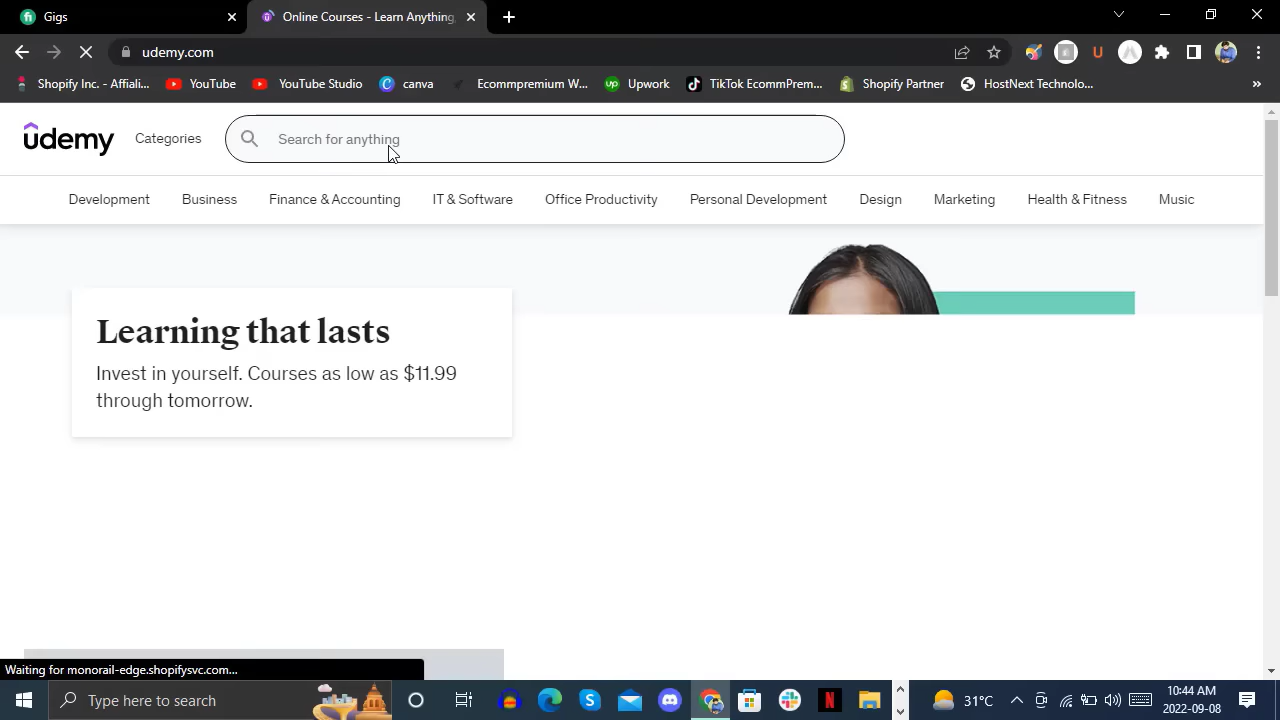 Gigs
Online Courses - Learn Anything,
udemy.com
Shopify Inc. - Affiali...
YouTube
YouTube Studio
canva
Ecommpremium W...
Upwork
TikTok EcommPrem...
Shopify Partner
HostNext Technolo...
»
udemy
Categories
Search for anything
Development
Business
Finance & Accounting
IT & Software
Office Productivity
Personal Development
Design
Marketing
Health & Fitness
Music
Learning that lasts
Invest in yourself. Courses as low as $11.99
through tomorrow.
Waiting for monorail-edge.shopifysvc.com...
Type here to search
31°C
10:44 AM
2022-09-08